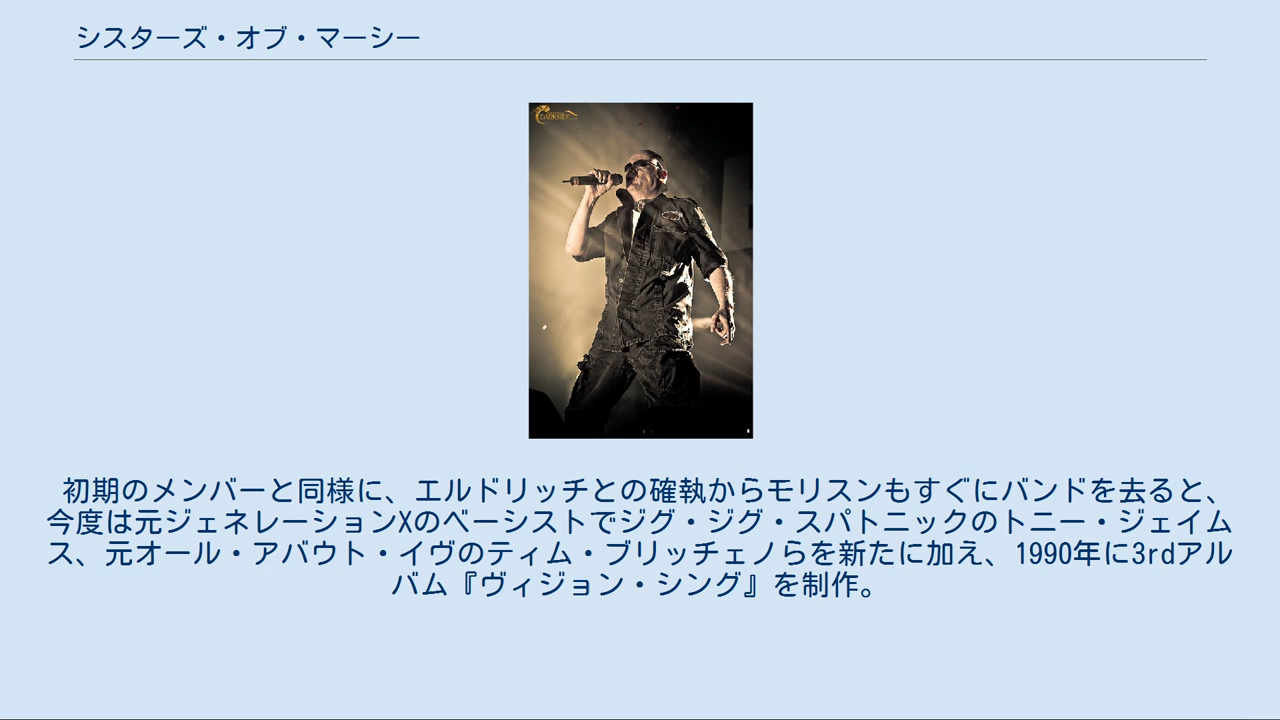 シスターズ・オブ・マーシー
DARKSIDE
初期のメンバーと同様に、エルドリッチとの確執からモリスンもすぐにバンドを去ると、
今度は元ジェネレーションXのベーシストでジグ・ジグ・スパトニックのトニー・ジェイム
ス、元オール・アバウト・イヴのティム・ブリッチェノらを新たに加え、1990年に3rdアル
バム『ヴィジョン・シング』を制作。